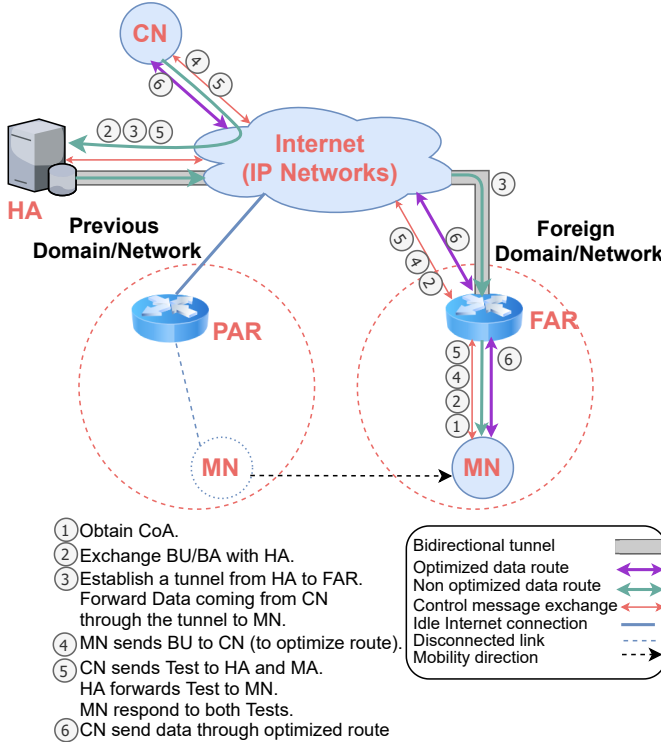 CN
4
5
6
2 3 5
Internet
(IP Networks)
HA
3
Previous
Domain/Network
Foreign
Domain/Network
6
5
4
2
PAR
FAR
5
4
2
1
6
MN
MN
1 Obtain CoA.
2 Exchange BU/BA with HA.
3 Establish a tunnel from HA to FAR.
Forward Data coming from CN
through the tunnel to MN.
4 MN sends BU to CN (to optimize route).
5 CN sends Test to HA and MA.
HA forwards Test to MN.
MN respond to both Tests.
6 CN send data through optimized route
Bidirectional tunnel
Optimized data route
Non optimized data route
Control message exchange
Idle Internet connection
Disconnected link
Mobility direction